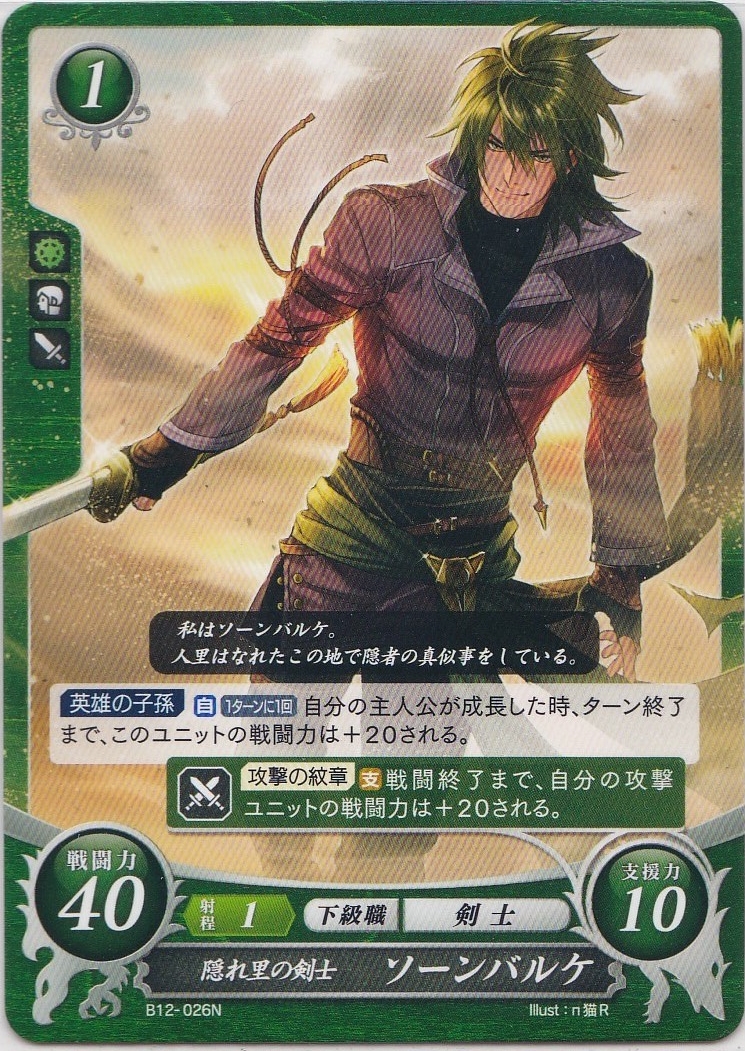 1
私はソーンバルケ。
人里はなれたこの地で隠者の真似事をしている。
英雄の子孫 自 1ターンに1回 自分の主人公が成長した時、ターン終了
まで、このユニットの戦闘力は+20される。
攻撃の紋章 支 戦闘終了まで、自分の攻撃
ユニットの戦闘力は+20される。
戦闘力
40
射程 1 下級職 剣士
支援力
10
隠れ里の剣士 ソーンバルケ
B12-026N Illust:n猫R